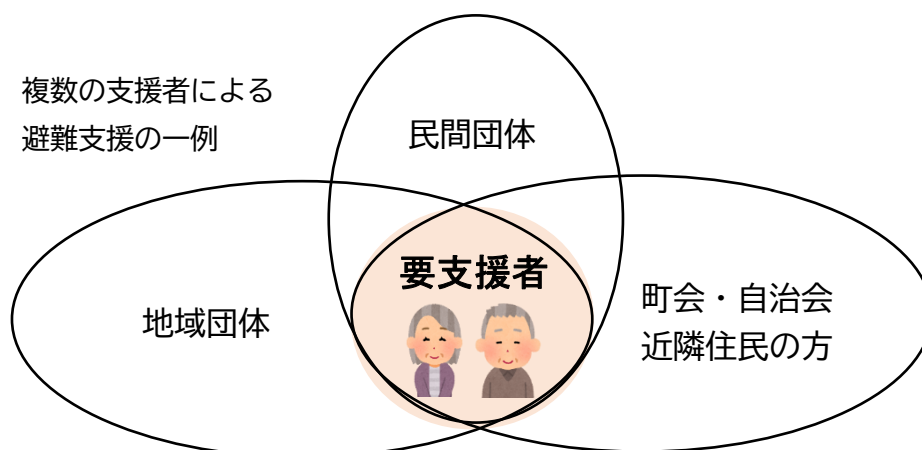 複数の支援者による
避難支援の一例
民間団体
要支援者
地域団体
町会・自治会
近隣住民の方